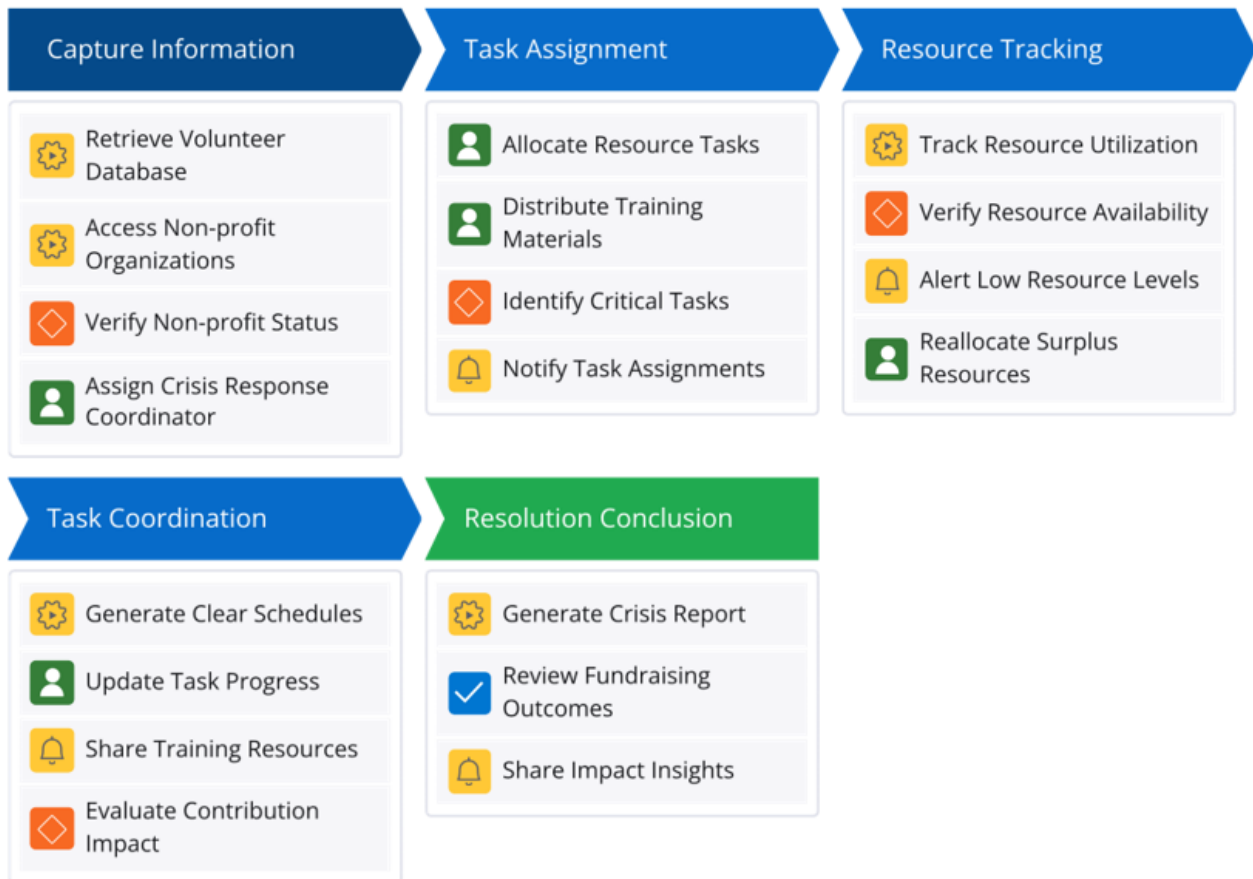 Capture Information
Retrieve Volunteer
Database
Access Non-profit
Organizations
Verify Non-profit Status
Assign Crisis Response
Coordinator
Task Assignment
Allocate Resource Tasks
Distribute Training
Materials
Identify Critical Tasks
Notify Task Assignments
Resource Tracking
Track Resource Utilization
Verify Resource Availability
Alert Low Resource Levels
Reallocate Surplus
Resources
Task Coordination
Generate Clear Schedules
Update Task Progress
Share Training Resources
Evaluate Contribution
Impact
Resolution Conclusion
Generate Crisis Report
Review Fundraising
Outcomes
Share Impact Insights